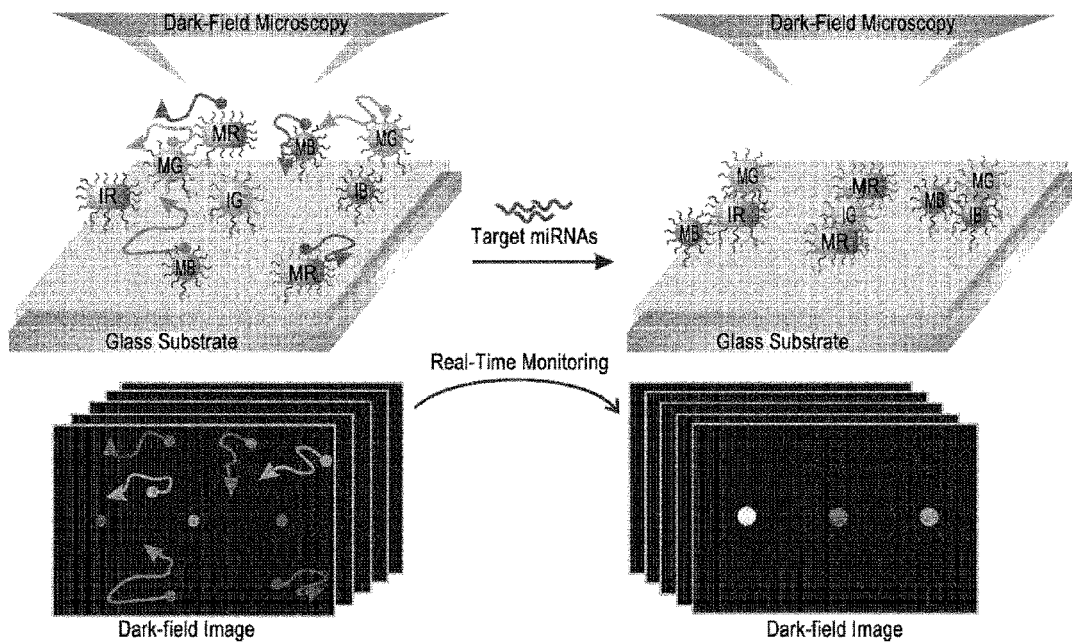 Dark-Field Microscopy
Dark-Field Microscopy
MR
MB
MG
MG
IR
IG
IB
MB
MR
Glass Substrate
Target miRNAs
MG
MR
MG
IR
IG
MB
IB
MB
MR
Glass Substrate
Real-Time Monitoring
Dark-field Image
Dark-field Image